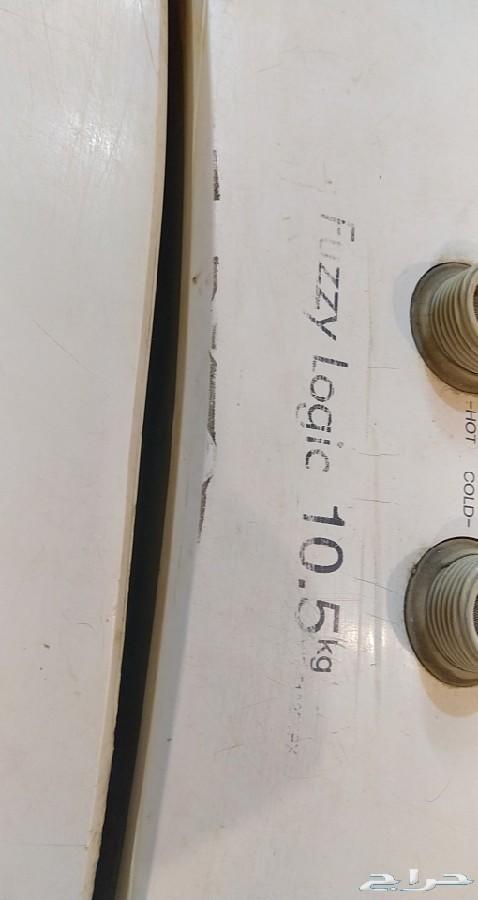 Fuzzy Logic 10.5kg
-HOT COLD-
حراج